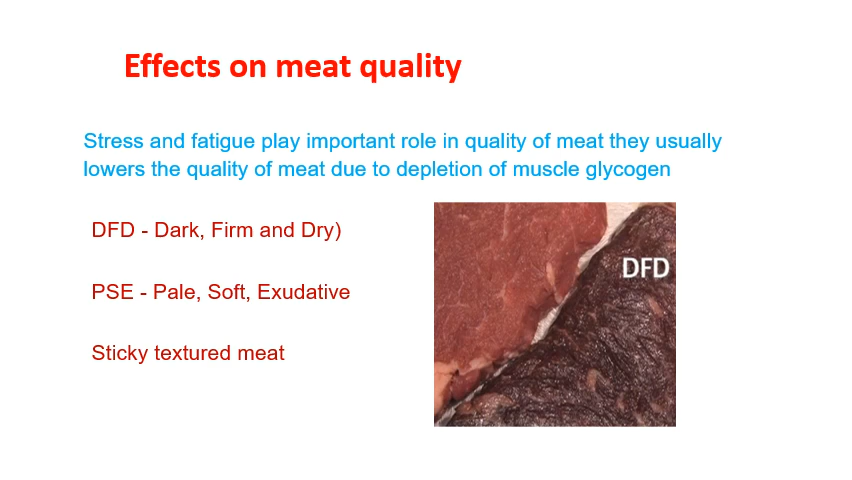 Effects on meat quality
Stress and fatigue play important role in quality of meat they usually
lowers the quality of meat due to depletion of muscle glycogen
DFD - Dark, Firm and Dry)
DFD
PSE - Pale, Soft, Exudative
Sticky textured meat